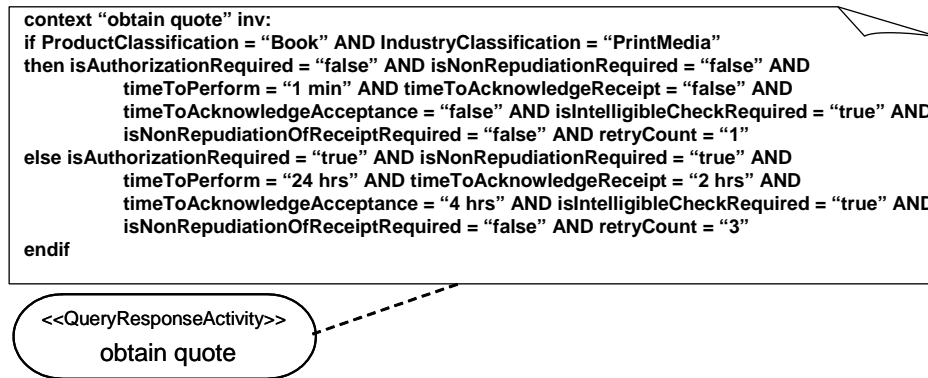 context “obtain quote” inv:
if ProductClassification = “Book” AND IndustryClassification = “PrintMedia”
then isAuthorizationRequired = “false” AND isNonRepudiationRequired = “false” AND
timeToPerform = “1 min” AND timeToAcknowledgeReceipt = “false” AND
timeToAcknowledgeAcceptance = “false” AND isIntelligibleCheckRequired = “true” AND
isNonRepudiationOfReceiptRequired = “false” AND retryCount = “1”
else isAuthorizationRequired = “true” AND isNonRepudiationRequired = “true” AND
timeToPerform = “24 hrs” AND timeToAcknowledgeReceipt = “2 hrs” AND
timeToAcknowledgeAcceptance = “4 hrs” AND isIntelligibleCheckRequired = “true” AND
isNonRepudiationOfReceiptRequired = “false” AND retryCount = “3”
endif
<<QueryResponseActivity>>
obtain quote